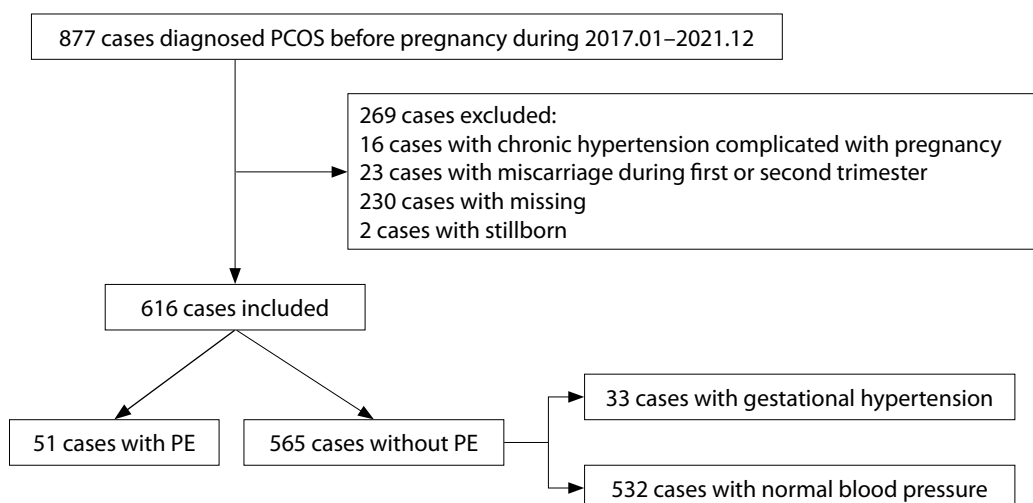 877 cases diagnosed PCOS before pregnancy during 2017.01–2021.12
269 cases excluded:
16 cases with chronic hypertension complicated with pregnancy
23 cases with miscarriage during first or second trimester
230 cases with missing
2 cases with stillborn
616 cases included
51 cases with PE
565 cases without PE
33 cases with gestational hypertension
532 cases with normal blood pressure